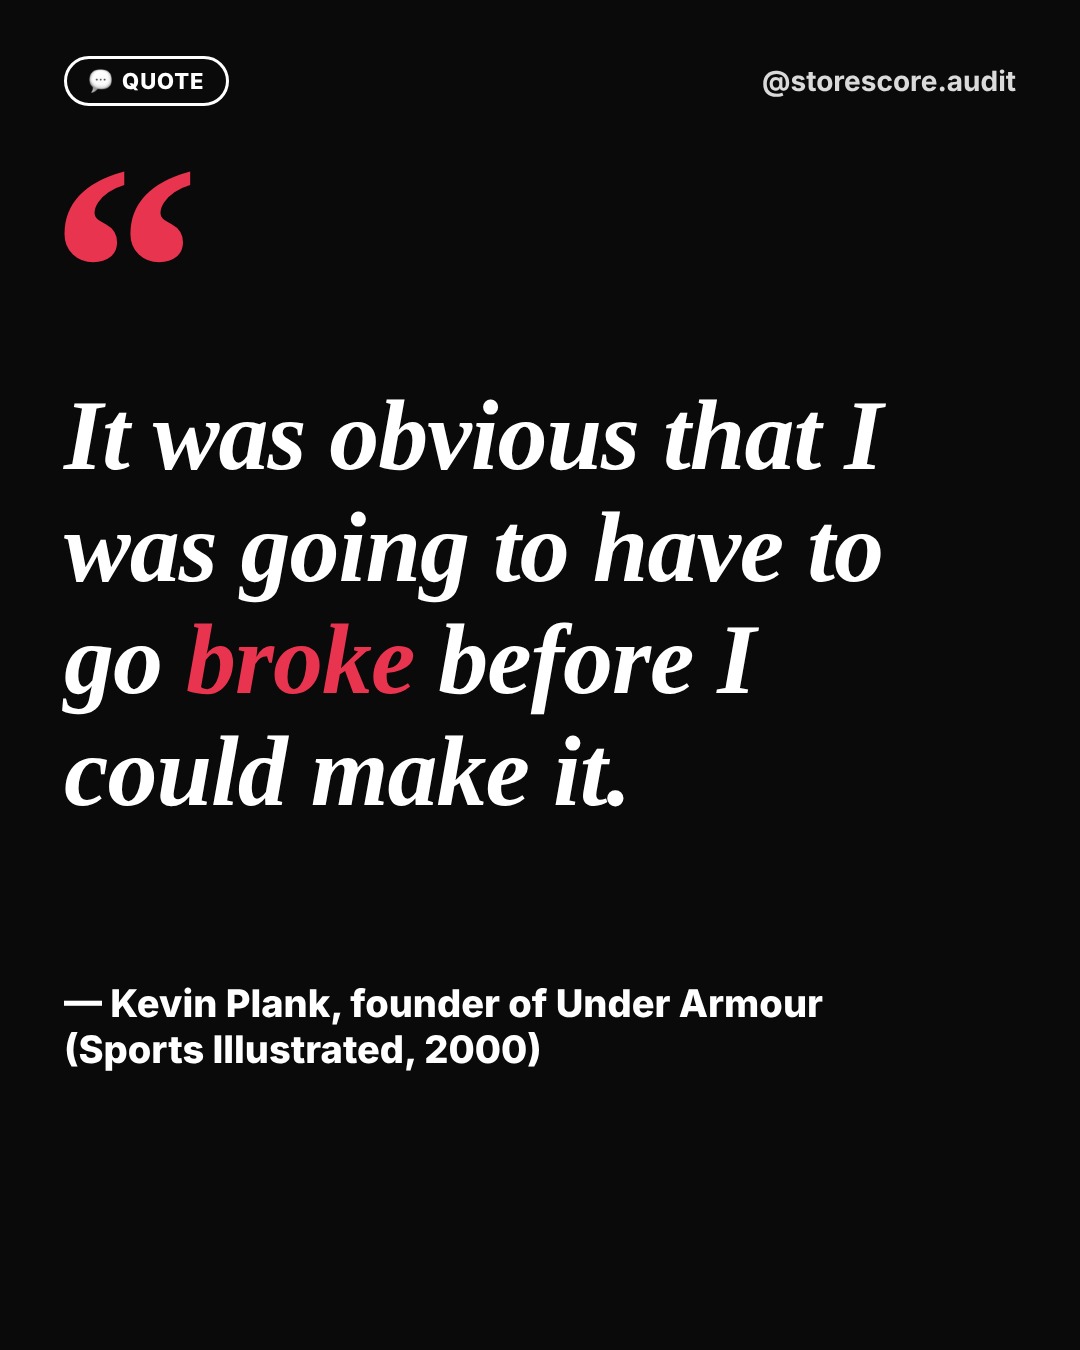 💬 QUOTE
@storescore.audit
“
It was obvious that I
was going to have to
go broke before I
could make it.
— Kevin Plank, founder of Under Armour
(Sports Illustrated, 2000)